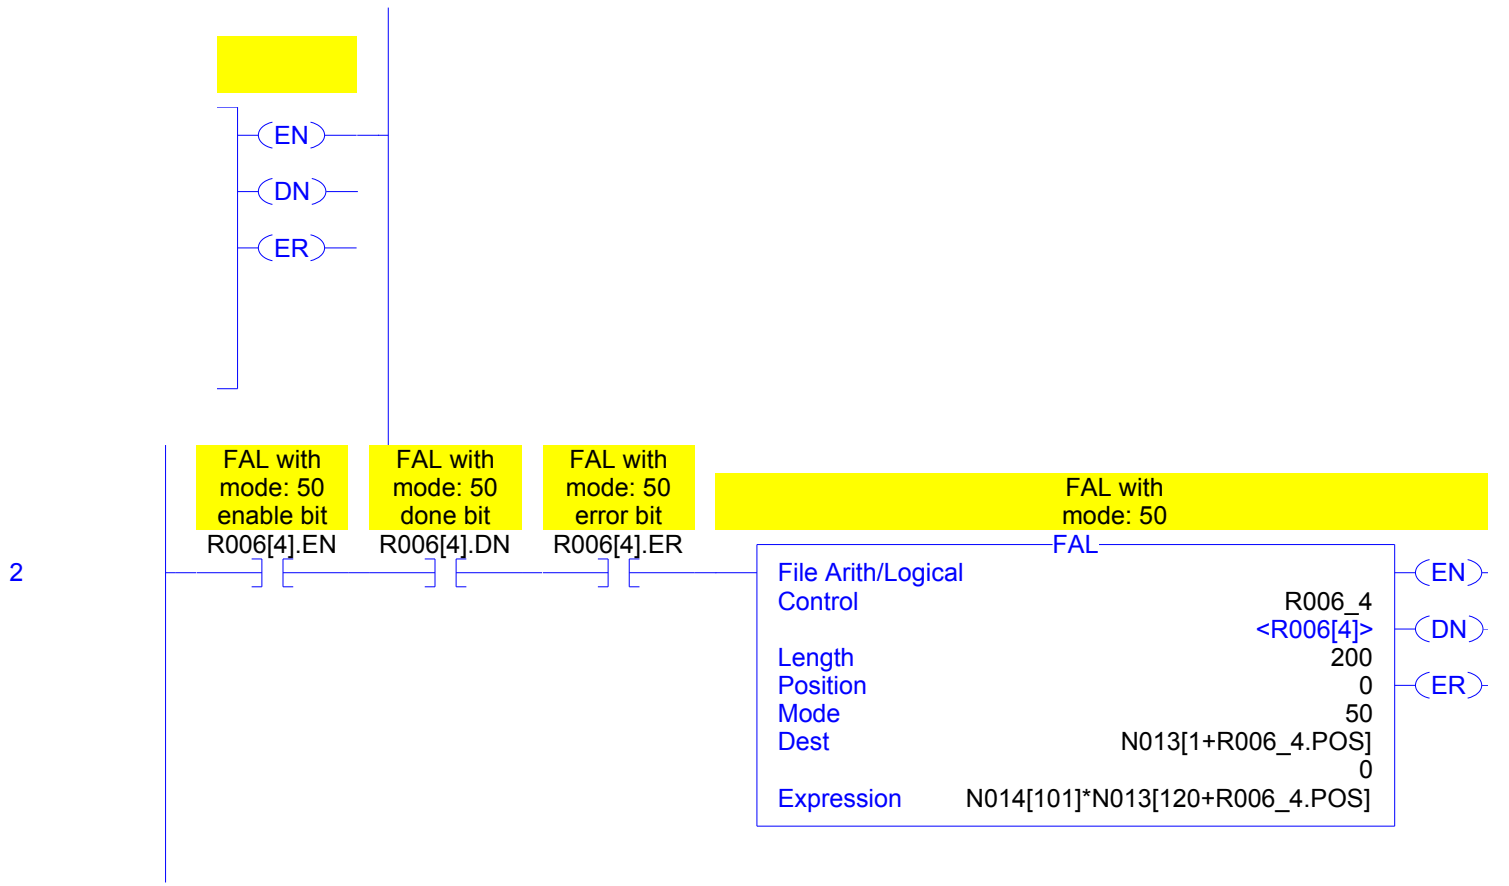 EN
DN
ER
FAL with
mode: 50
enable bit
R006[4].EN
FAL with
mode: 50
done bit
R006[4].DN
FAL with
mode: 50
error bit
R006[4].ER
FAL with
mode: 50
2
FAL
File Arith/Logical
EN
Control R006_4
<R006[4]>
DN
Length 200
Position 0
ER
Mode 50
Dest N013[1+R006_4.POS]
0
Expression N014[101]*N013[120+R006_4.POS]